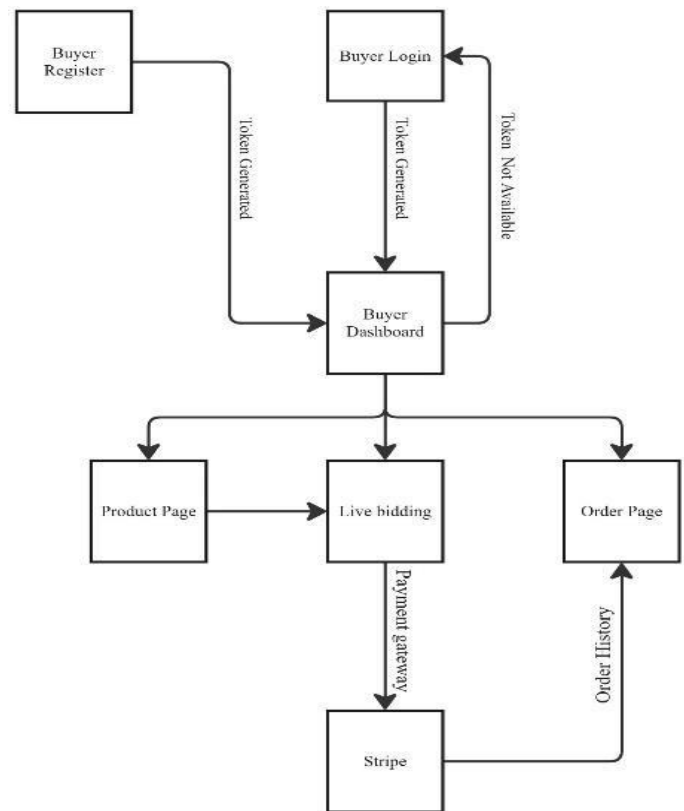 Buyer
Register
Buyer Login
Token Generated
Token Generated
Token Not Available
Buyer
Dashboard
Product Page
Live bidding
Order Page
Payment gateway
Order History
Stripe